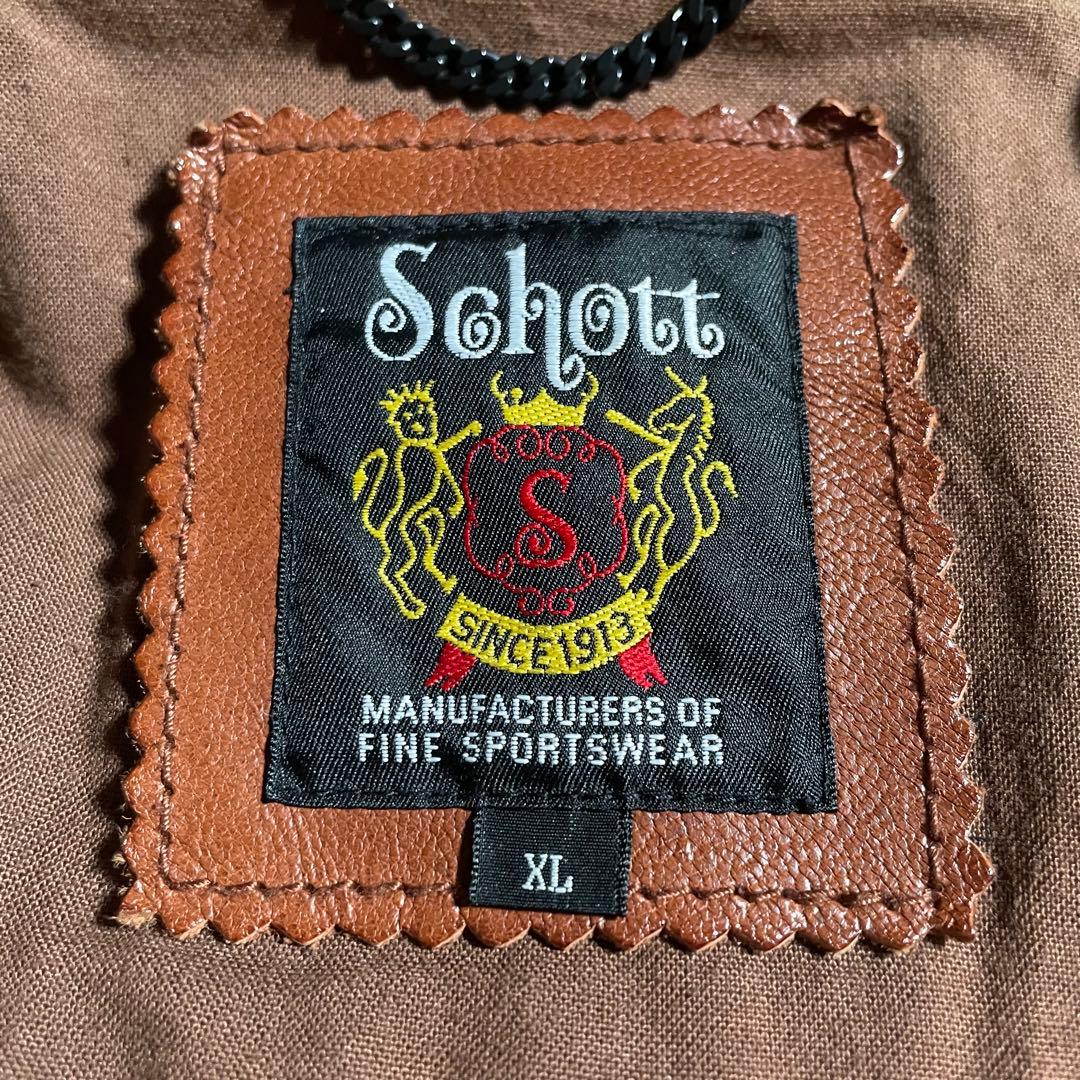 Schott
S
SINCE 1913
MANUFACTURERS OF
FINE SPORTSWEAR
XL